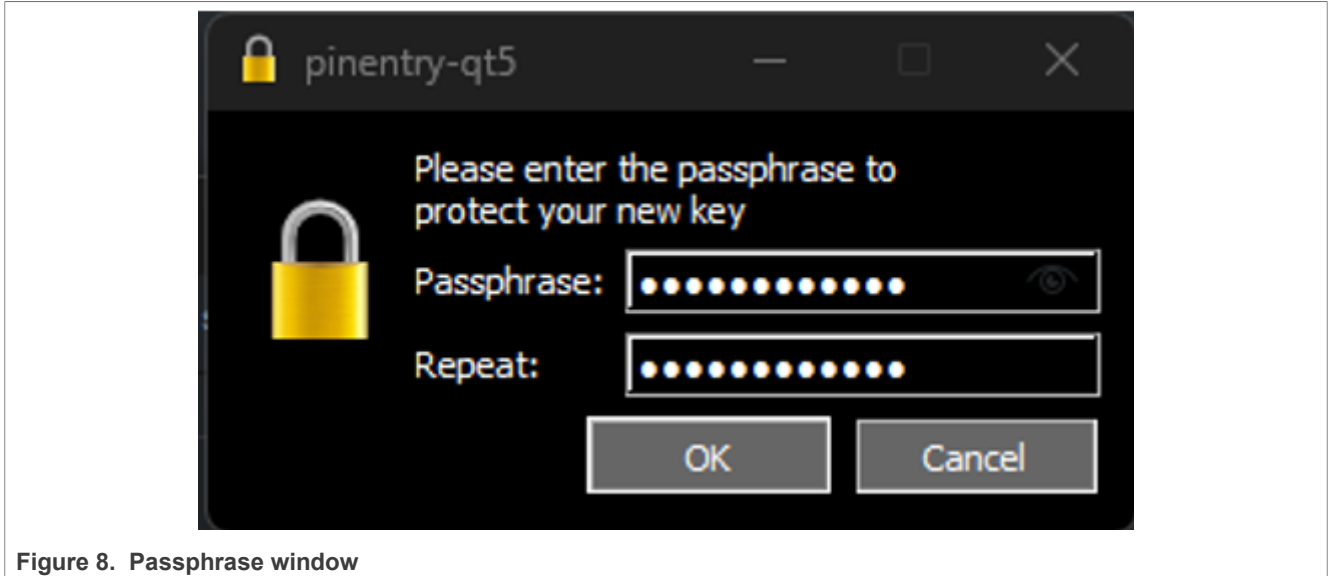 pinentry-qt5
Please enter the passphrase to
protect your new key
Passphrase: ●●●●●●●●●●●●
Repeat: ●●●●●●●●●●●●
OK Cancel
Figure 8. Passphrase window